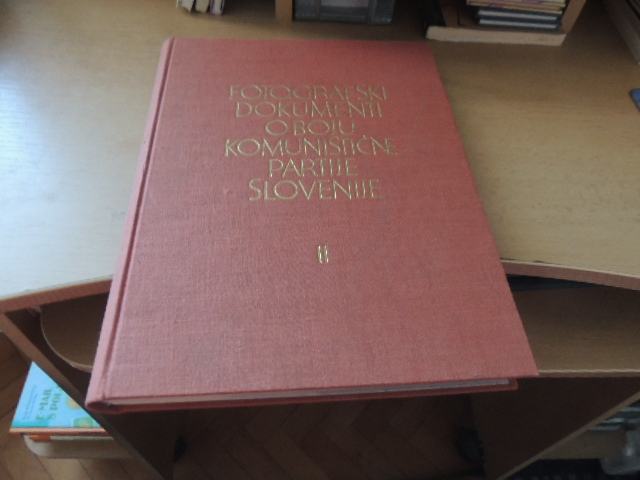 FOTOGRAFSKI
DOKUMENTI
O BOJU
KOMUNISTIČNE
PARTIJE
SLOVENIJE
II